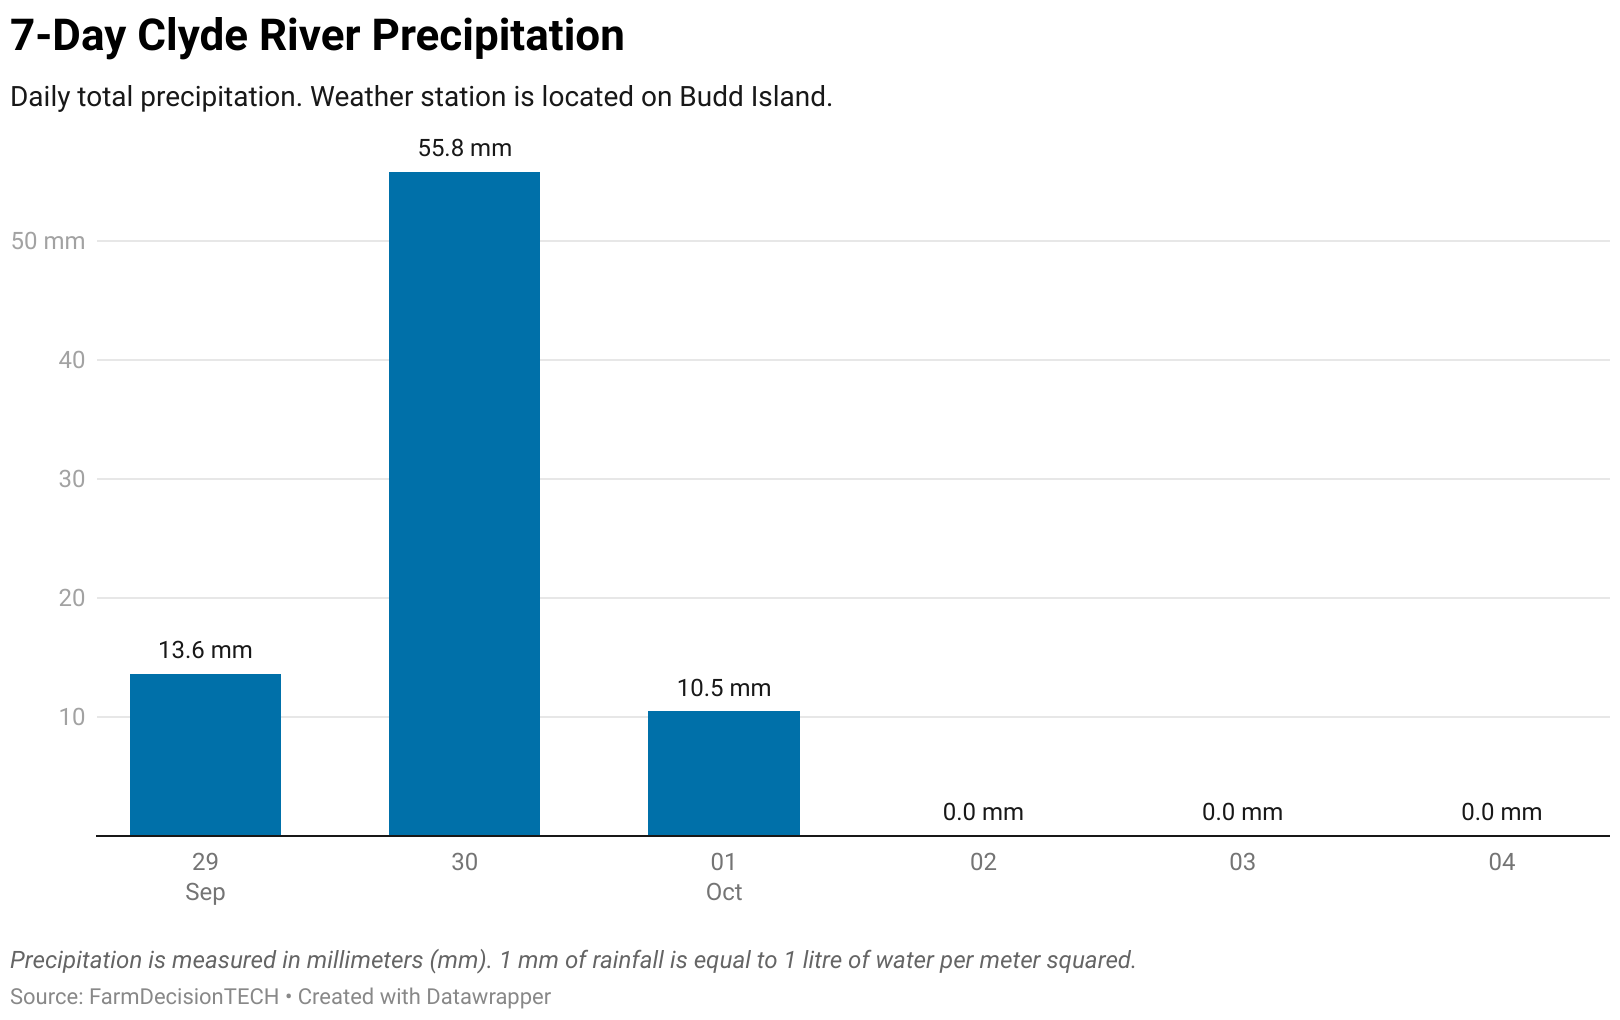 7-Day Clyde River Precipitation
Daily total precipitation. Weather station is located on Budd Island.
55.8 mm
50 mm
40
30
20
13.6 mm
10.5 mm
10
0.0 mm 0.0 mm 0.0 mm
29 30 01 02 03 04
Sep Oct
Precipitation is measured in millimeters (mm). 1 mm of rainfall is equal to 1 litre of water per meter squared.
Source: FarmDecisionTECH • Created with Datawrapper